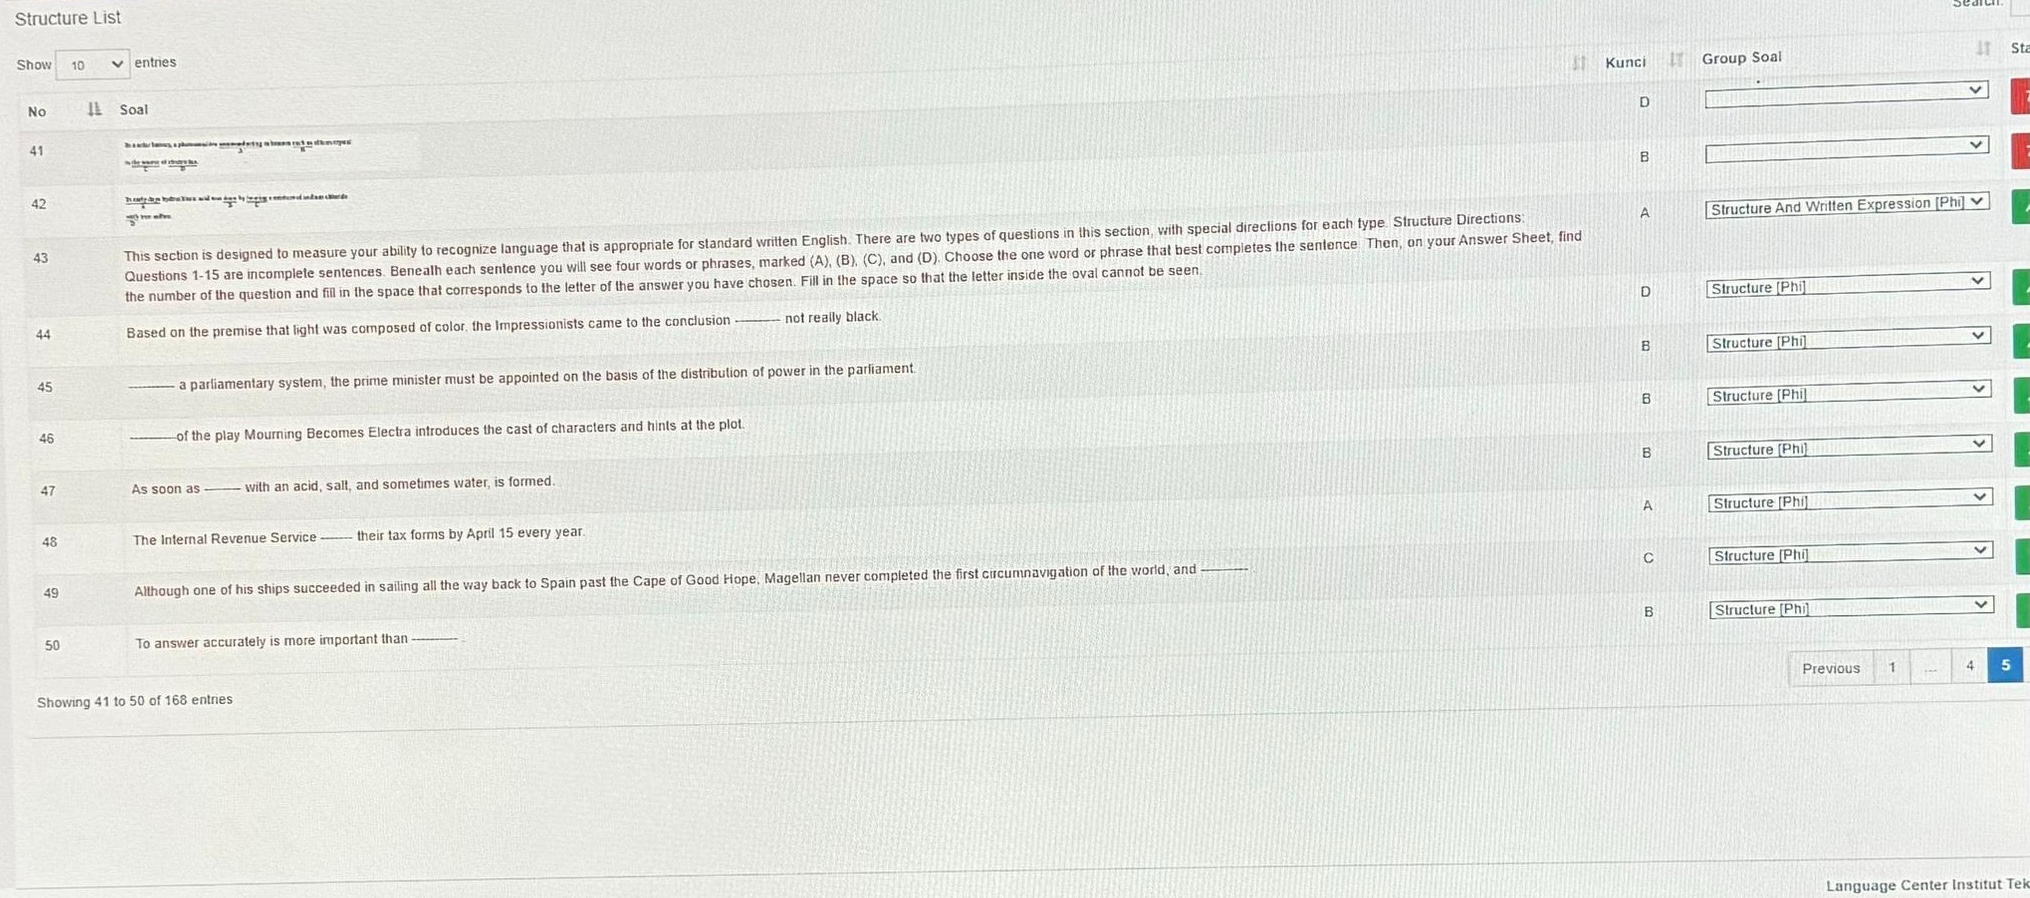 Structure List
Search:
Show 10 entries
No Soal Kunci Group Soal Sta
41 D
42 B
43 This section is designed to measure your ability to recognize language that is appropriate for standard written English. There are two types of questions in this section, with special directions for each type. Structure Directions: A Structure And Written Expression [Phi]
Questions 1-15 are incomplete sentences. Beneath each sentence you will see four words or phrases, marked (A), (B), (C), and (D). Choose the one word or phrase that best completes the sentence. Then, on your Answer Sheet, find
the number of the question and fill in the space that corresponds to the letter of the answer you have chosen. Fill in the space so that the letter inside the oval cannot be seen.
44 Based on the premise that light was composed of color, the Impressionists came to the conclusion --------- not really black. D Structure [Phi]
45 --------- a parliamentary system, the prime minister must be appointed on the basis of the distribution of power in the parliament. B Structure [Phi]
46 ---------of the play Mourning Becomes Electra introduces the cast of characters and hints at the plot. B Structure [Phi]
47 As soon as ------- with an acid, salt, and sometimes water, is formed. B Structure [Phi]
48 The Internal Revenue Service ------ their tax forms by April 15 every year. A Structure [Phi]
49 Although one of his ships succeeded in sailing all the way back to Spain past the Cape of Good Hope, Magellan never completed the first circumnavigation of the world, and --------- . C Structure [Phi]
50 To answer accurately is more important than --------- . B Structure [Phi]
Showing 41 to 50 of 168 entries Previous 1 ... 4 5
Language Center Institut Tek